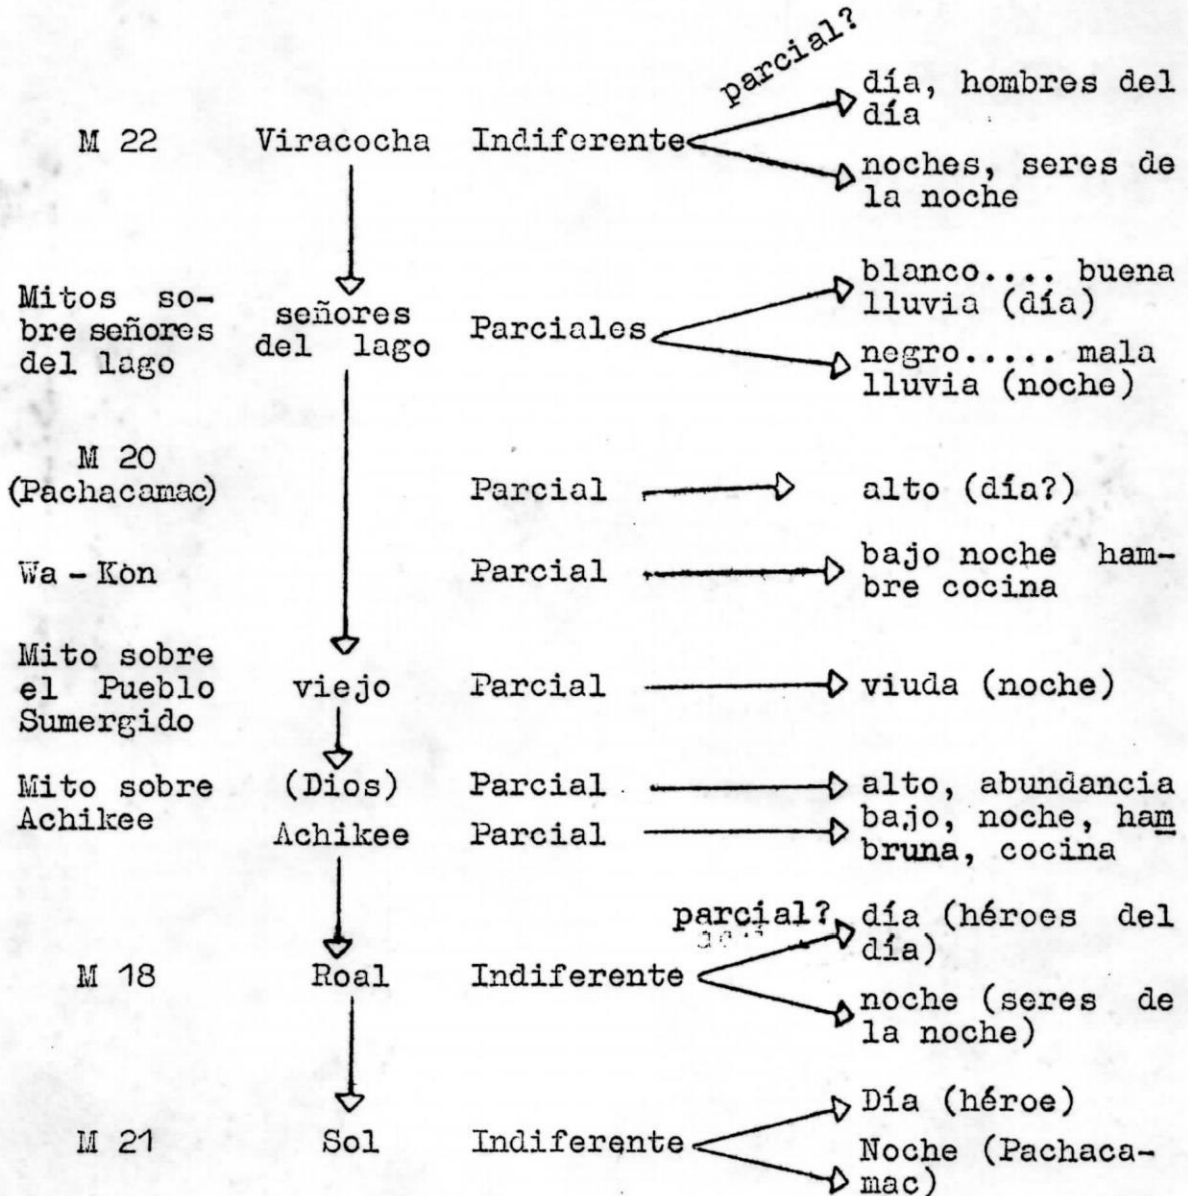 parcial?
M 22 Viracocha Indiferente día, hombres del
día
noches, seres de
la noche
Mitos so-
bre señores
del lago
señores
del lago
Parciales
blanco.... buena
lluvia (día)
negro..... mala
lluvia (noche)
M 20
(Pachacamac)
Parcial alto (día?)
Wa - Kòn Parcial bajo noche ham-
bre cocina
Mito sobre
el Pueblo
Sumergido
viejo Parcial viuda (noche)
Mito sobre
Achikee
(Dios) Parcial alto, abundancia
Achikee Parcial bajo, noche, ham
bruna, cocina
parcial? día (héroes del
día)
M 18 Roal Indiferente
noche (seres de
la noche)
Día (héroe)
M 21 Sol Indiferente
Noche (Pachaca-
mac)